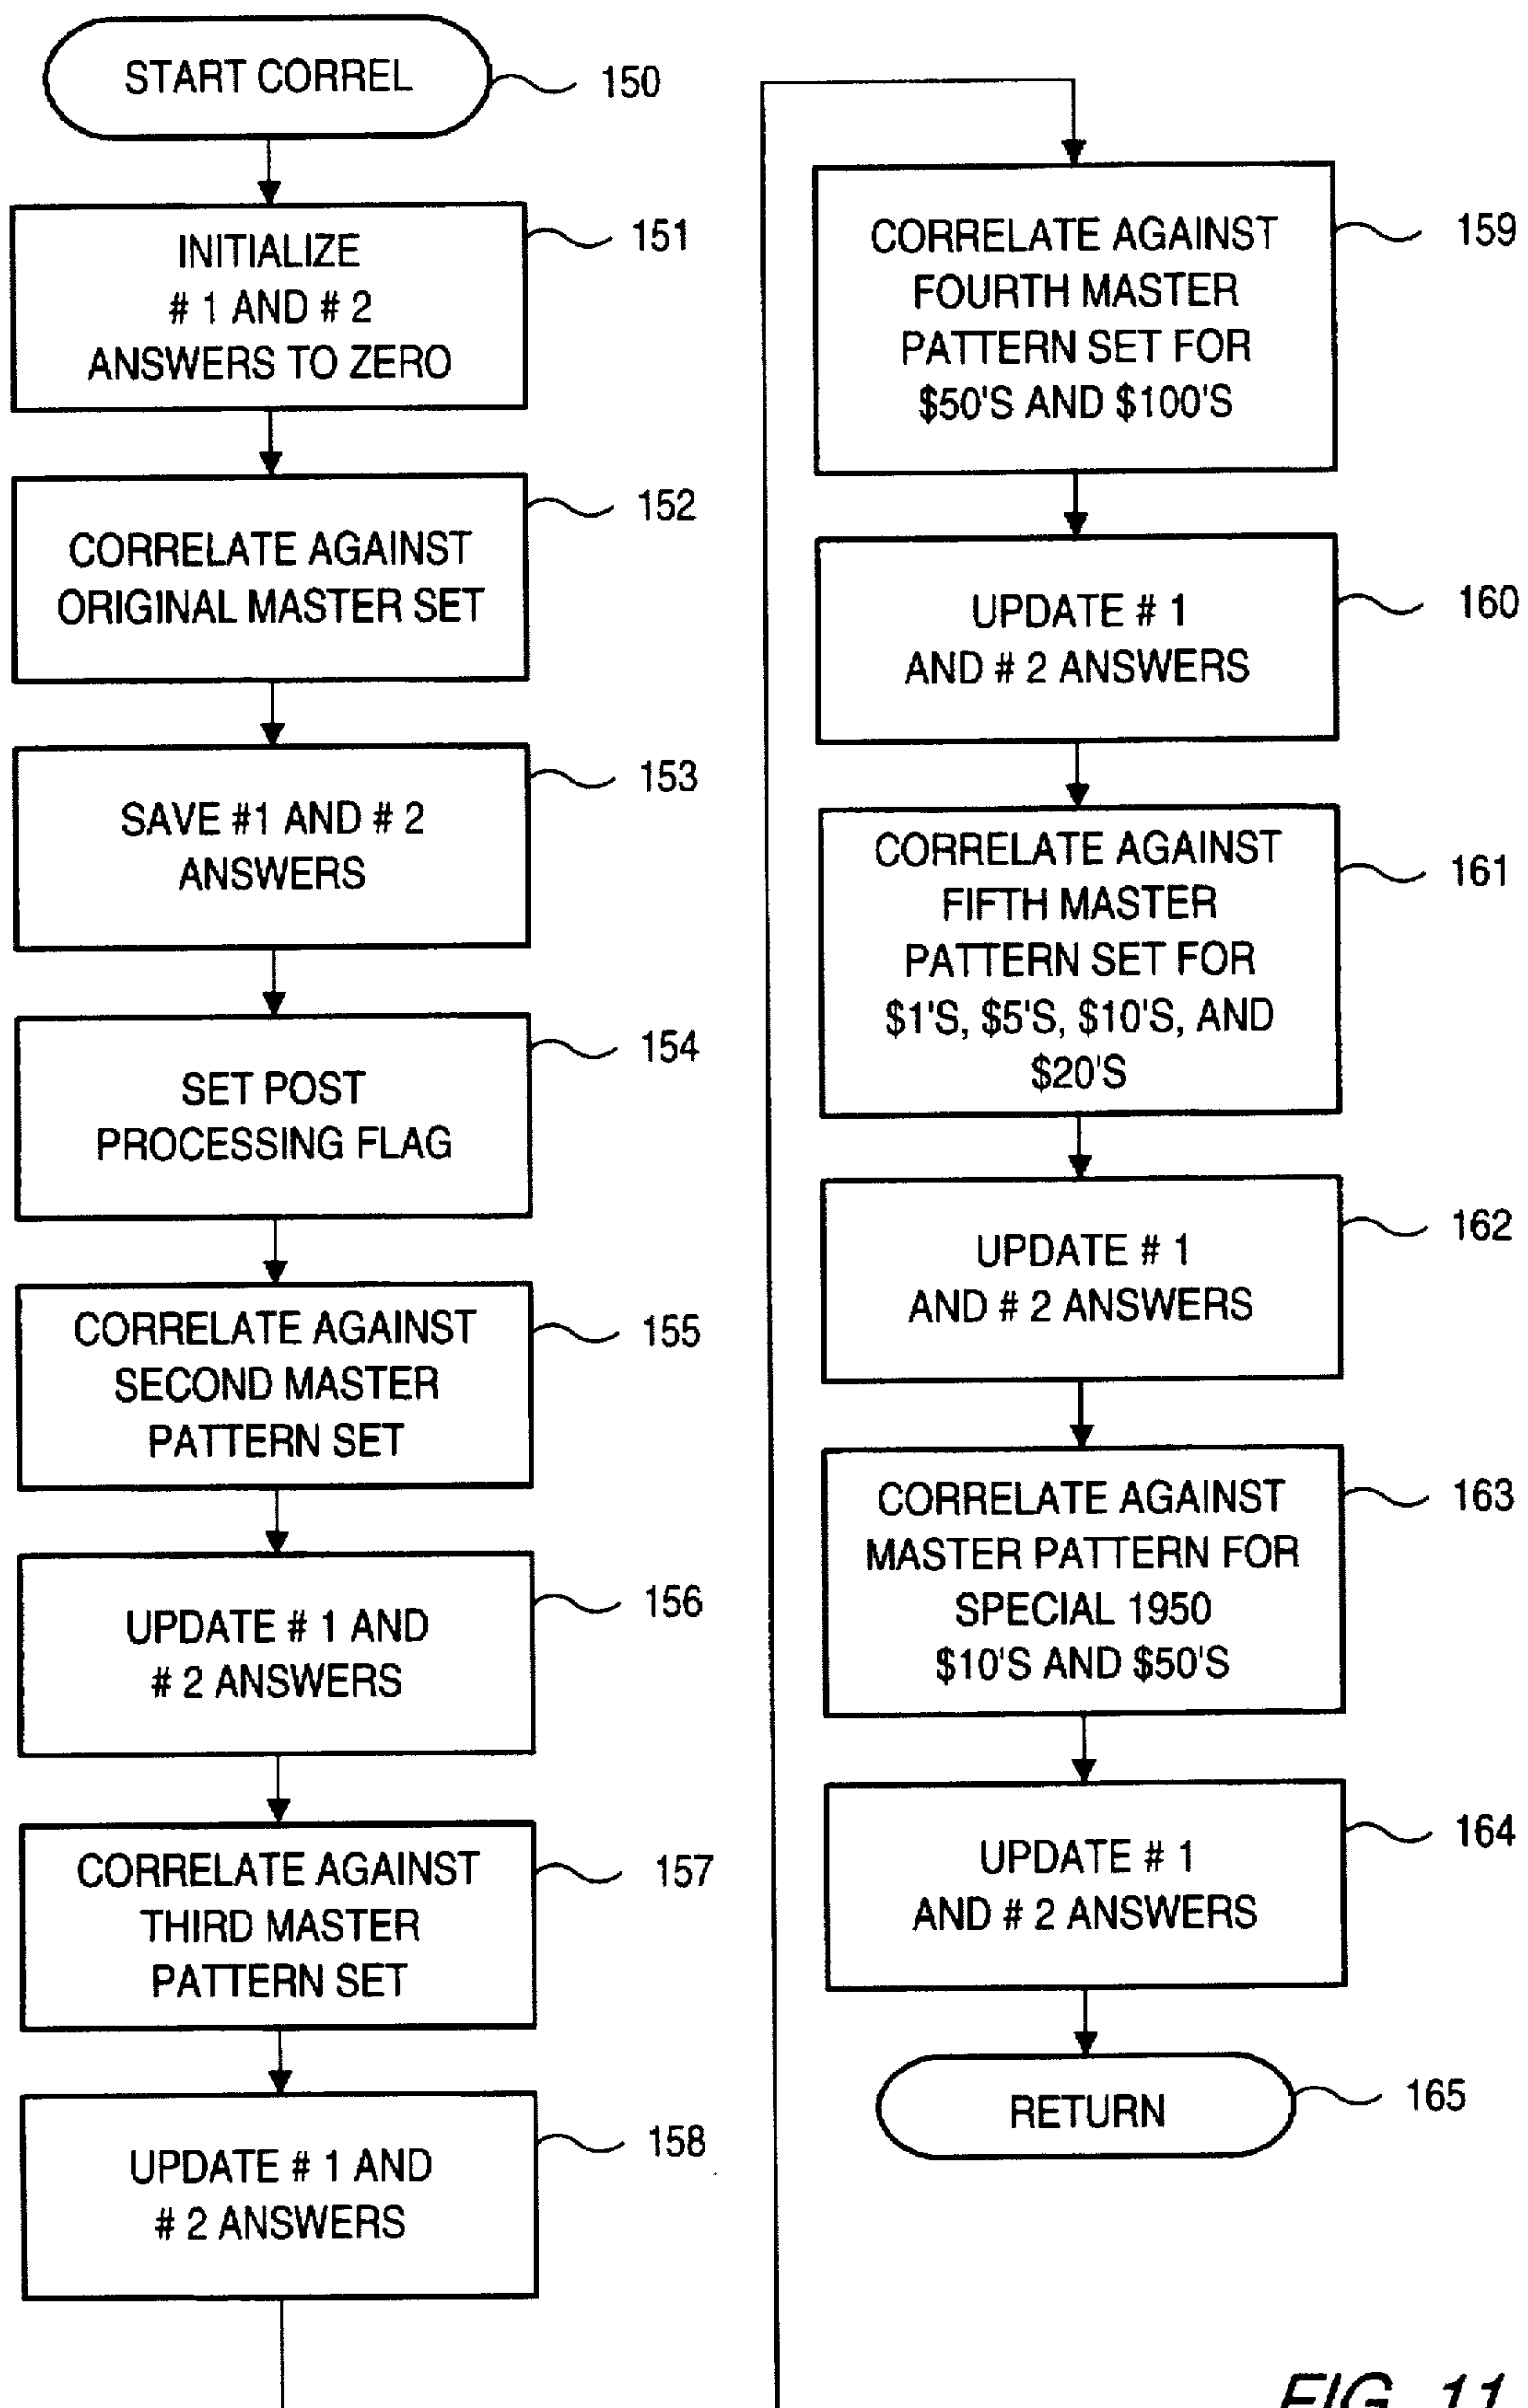 START CORREL
150
INITIALIZE
# 1 AND # 2
ANSWERS TO ZERO
151
CORRELATE AGAINST
ORIGINAL MASTER SET
152
SAVE #1 AND # 2
ANSWERS
153
SET POST
PROCESSING FLAG
154
CORRELATE AGAINST
SECOND MASTER
PATTERN SET
155
UPDATE # 1 AND
# 2 ANSWERS
156
CORRELATE AGAINST
THIRD MASTER
PATTERN SET
157
UPDATE # 1 AND
# 2 ANSWERS
158
CORRELATE AGAINST
FOURTH MASTER
PATTERN SET FOR
$50'S AND $100'S
159
UPDATE # 1
AND # 2 ANSWERS
160
CORRELATE AGAINST
FIFTH MASTER
PATTERN SET FOR
$1'S, $5'S, $10'S, AND
$20'S
161
UPDATE # 1
AND # 2 ANSWERS
162
CORRELATE AGAINST
MASTER PATTERN FOR
SPECIAL 1950
$10'S AND $50'S
163
UPDATE # 1
AND # 2 ANSWERS
164
RETURN
165
FIG. 11